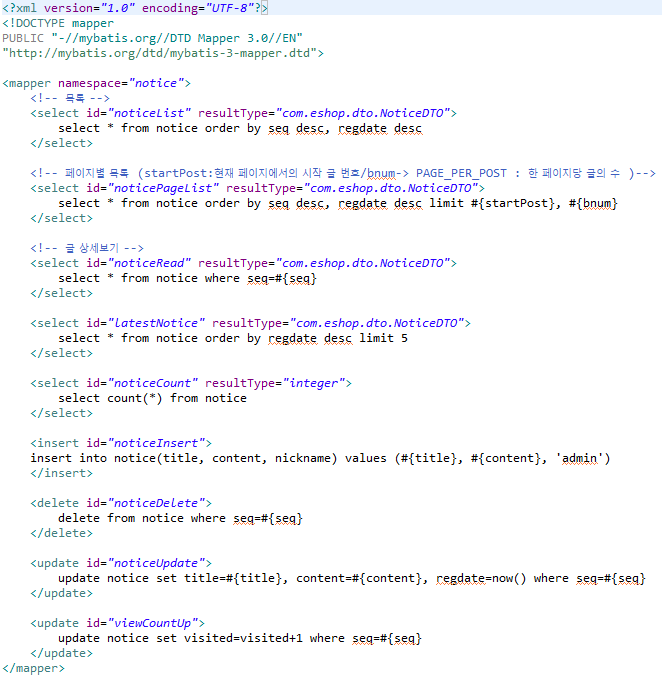 <?xml version="1.0" encoding="UTF-8"?>
<!DOCTYPE mapper
PUBLIC "-//mybatis.org//DTD Mapper 3.0//EN"
"http://mybatis.org/dtd/mybatis-3-mapper.dtd">
<mapper namespace="notice">
<!-- 목록 -->
<select id="noticeList" resultType="com.eshop.dto.NoticeDTO">
select * from notice order by seq desc, regdate desc
</select>
<!-- 페이지별 목록 (startPost:현재 페이지에서의 시작 글 번호/bnum-> PAGE_PER_POST : 한 페이지당 글의 수 )-->
<select id="noticePageList" resultType="com.eshop.dto.NoticeDTO">
select * from notice order by seq desc, regdate desc limit #{startPost}, #{bnum}
</select>
<!-- 글 상세보기 -->
<select id="noticeRead" resultType="com.eshop.dto.NoticeDTO">
select * from notice where seq=#{seq}
</select>
<select id="latestNotice" resultType="com.eshop.dto.NoticeDTO">
select * from notice order by regdate desc limit 5
</select>
<select id="noticeCount" resultType="integer">
select count(*) from notice
</select>
<insert id="noticeInsert">
insert into notice(title, content, nickname) values (#{title}, #{content}, 'admin')
</insert>
<delete id="noticeDelete">
delete from notice where seq=#{seq}
</delete>
<update id="noticeUpdate">
update notice set title=#{title}, content=#{content}, regdate=now() where seq=#{seq}
</update>
<update id="viewCountUp">
update notice set visited=visited+1 where seq=#{seq}
</update>
</mapper>